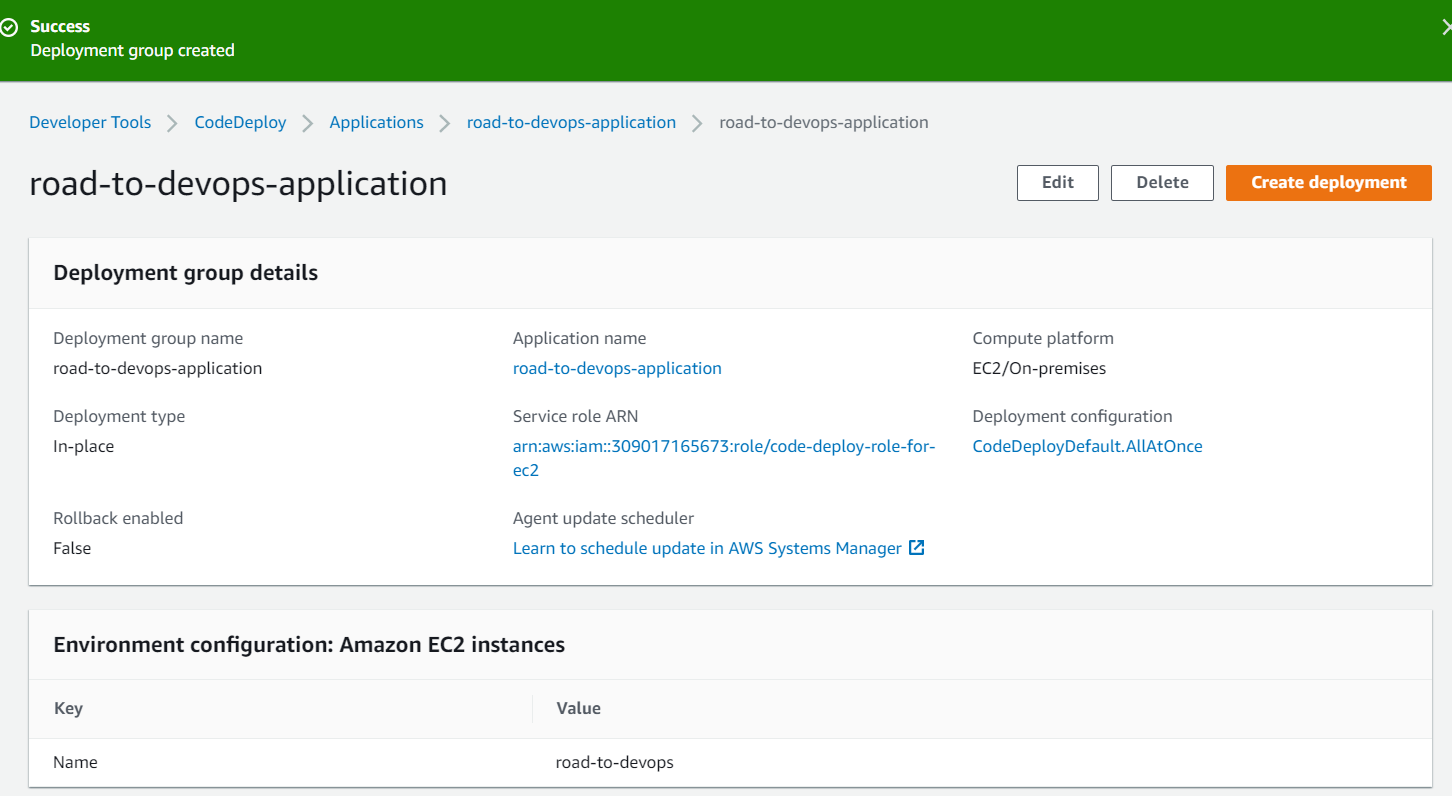 Success
Deployment group created
Developer Tools
CodeDeploy
Applications
road-to-devops-application
road-to-devops-application
road-to-devops-application
Edit
Delete
Create deployment
Deployment group details
Deployment group name
road-to-devops-application
Application name
road-to-devops-application
Compute platform
EC2/On-premises
Deployment type
In-place
Service role ARN
arn:aws:iam::309017165673:role/code-deploy-role-for-
ec2
Deployment configuration
CodeDeployDefault.AllAtOnce
Rollback enabled
False
Agent update scheduler
Learn to schedule update in AWS Systems Manager
Environment configuration: Amazon EC2 instances
Key
Value
Name
road-to-devops